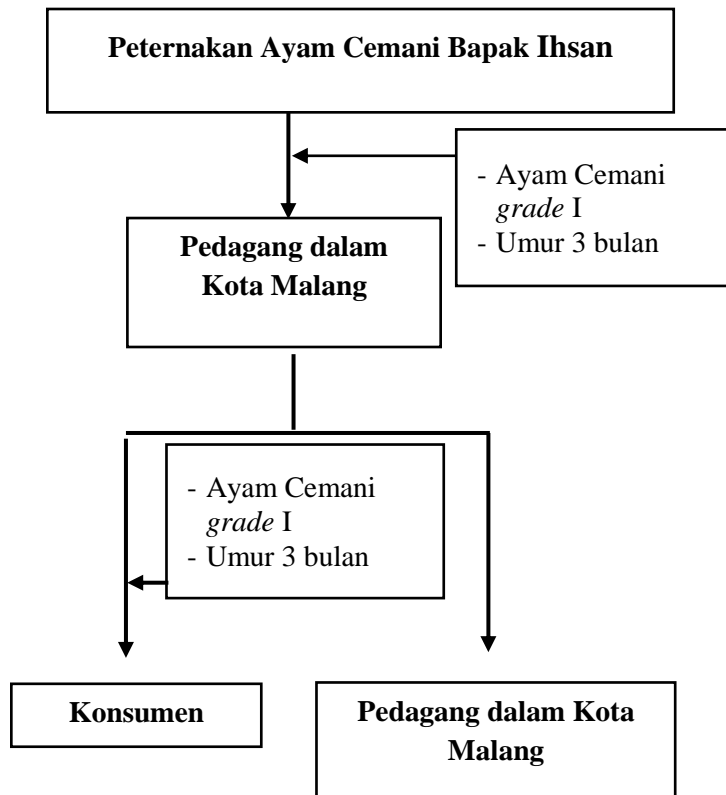 Peternakan Ayam Cemani Bapak Ihsan
- Ayam Cemani
grade I
- Umur 3 bulan
Pedagang dalam
Kota Malang
- Ayam Cemani
grade I
- Umur 3 bulan
Konsumen
Pedagang dalam Kota
Malang